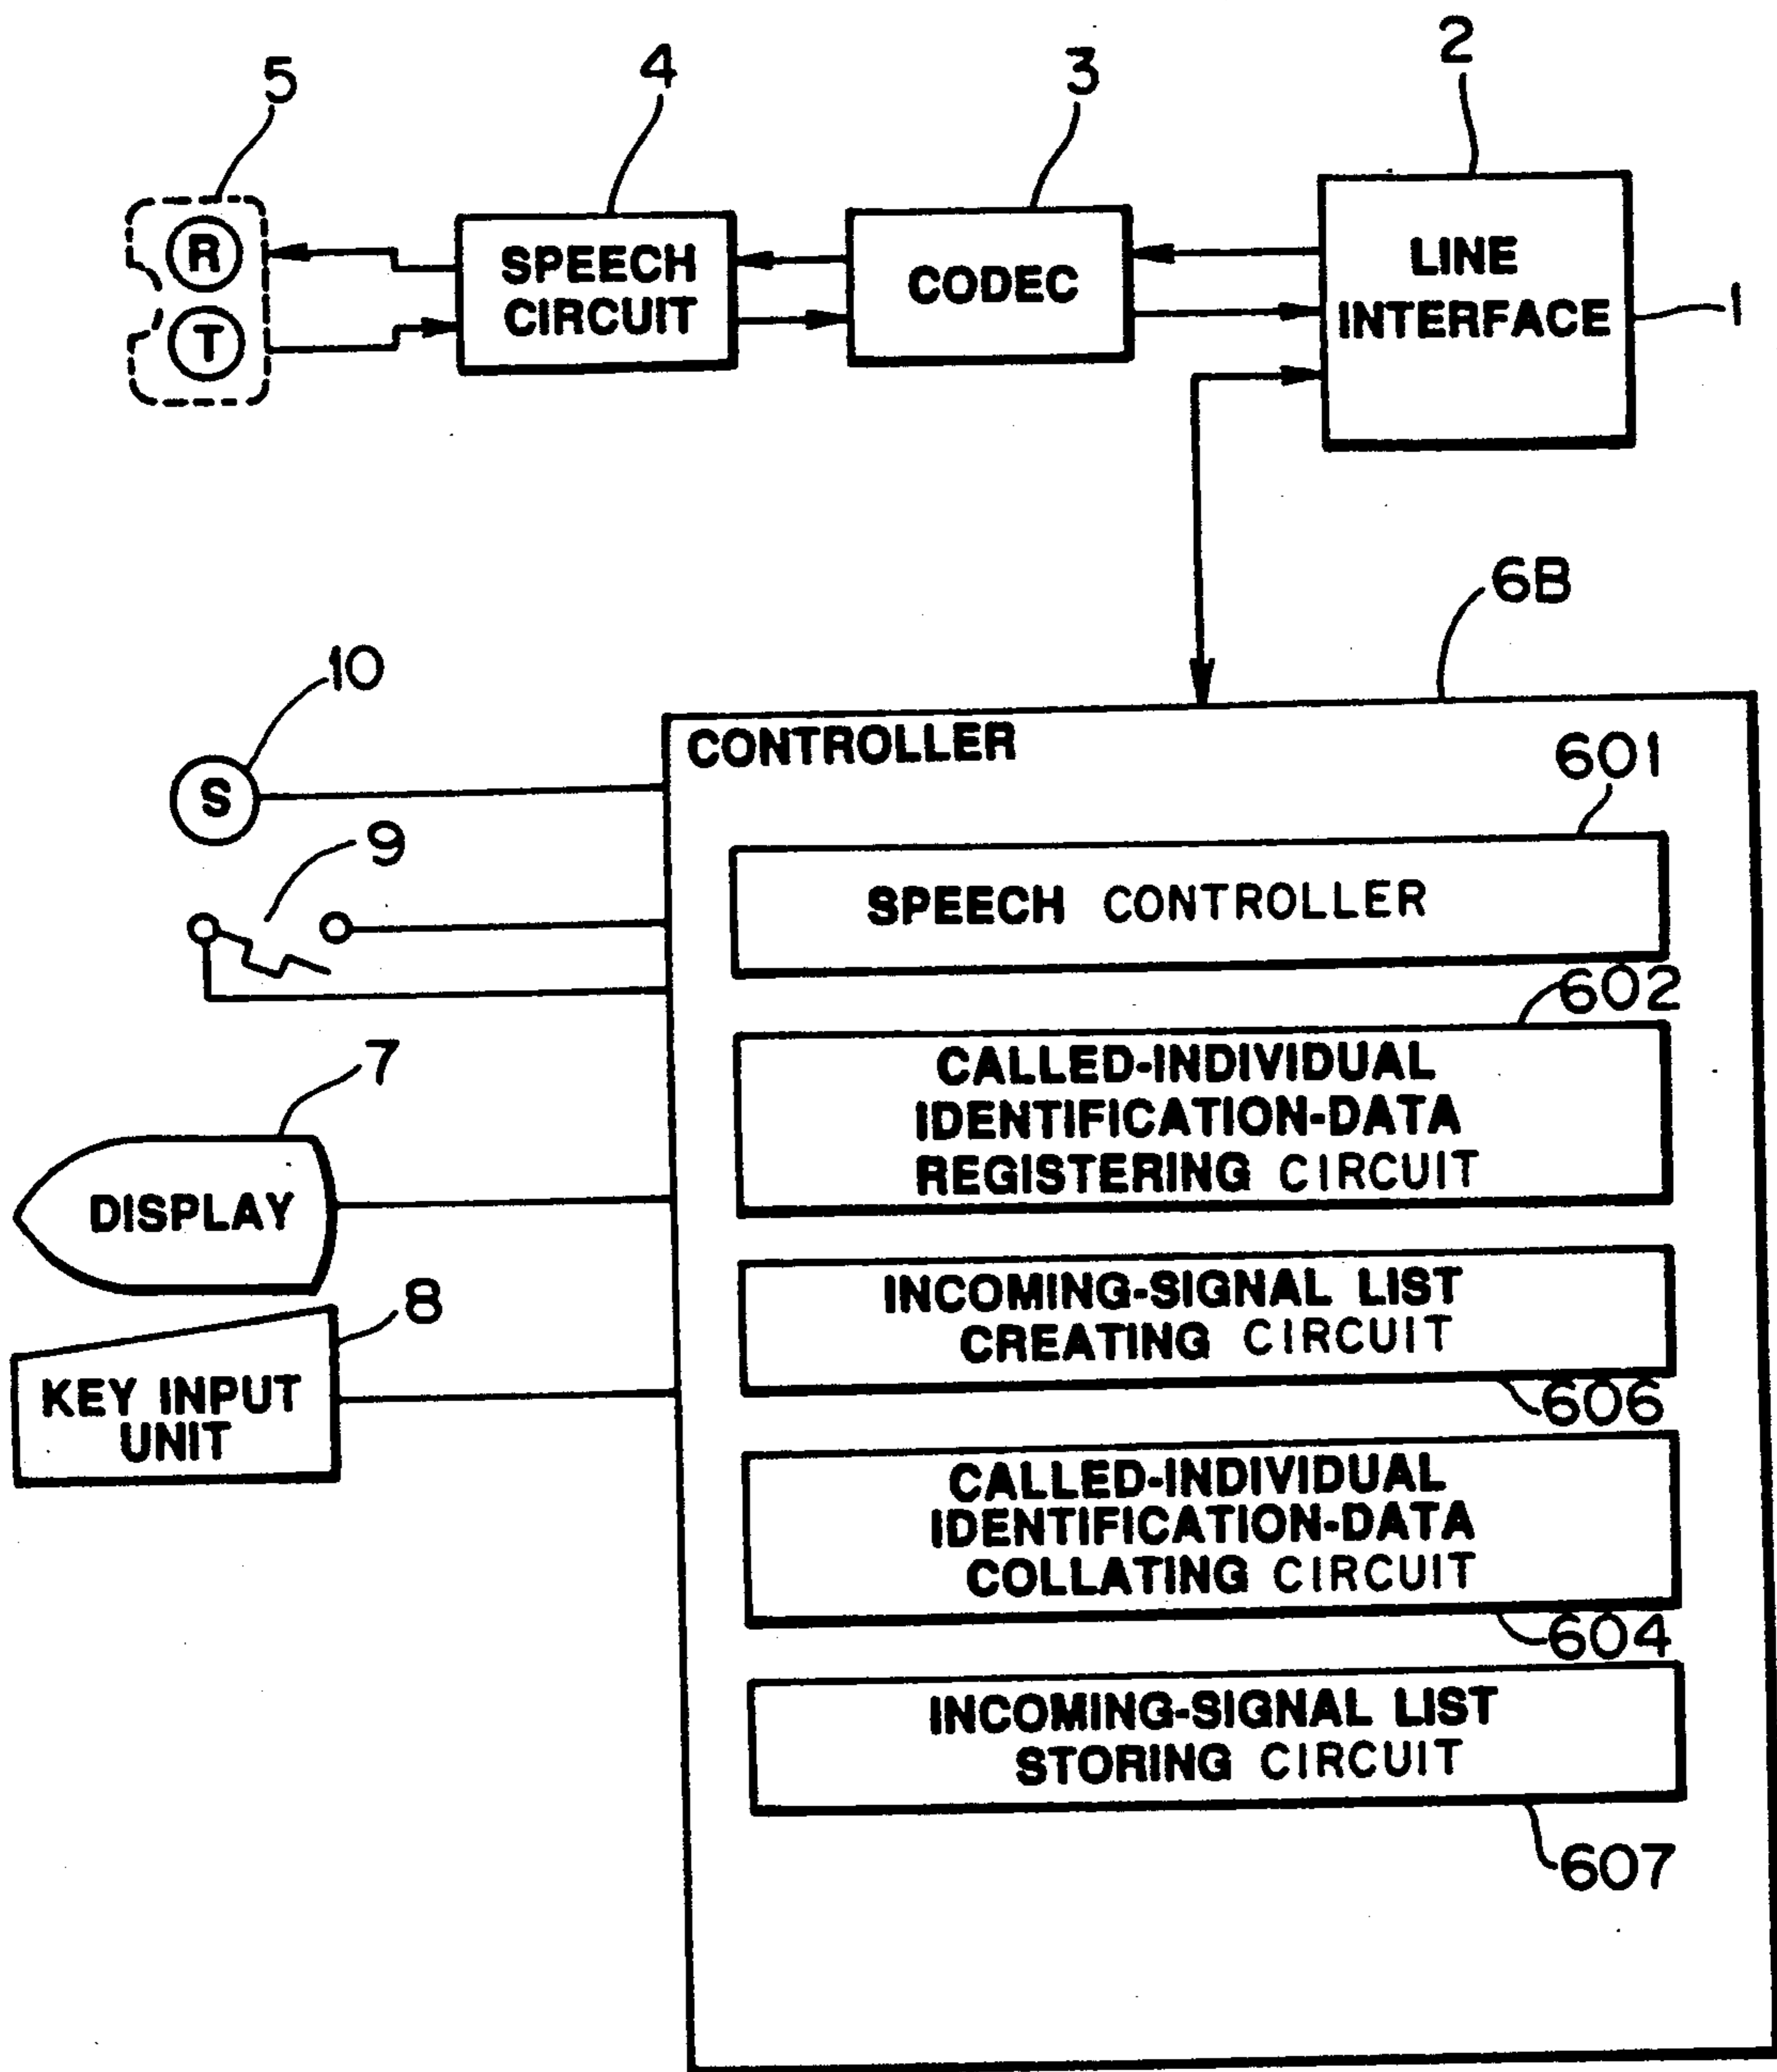 5
4
3
2
R
T
SPEECH
CIRCUIT
CODEC
LINE
INTERFACE
1
6B
10
S
9
CONTROLLER
601
SPEECH CONTROLLER
602
CALLED-INDIVIDUAL
IDENTIFICATION-DATA
REGISTERING CIRCUIT
7
DISPLAY
8
KEY INPUT
UNIT
INCOMING-SIGNAL LIST
CREATING CIRCUIT
606
CALLED-INDIVIDUAL
IDENTIFICATION-DATA
COLLATING CIRCUIT
604
INCOMING-SIGNAL LIST
STORING CIRCUIT
607